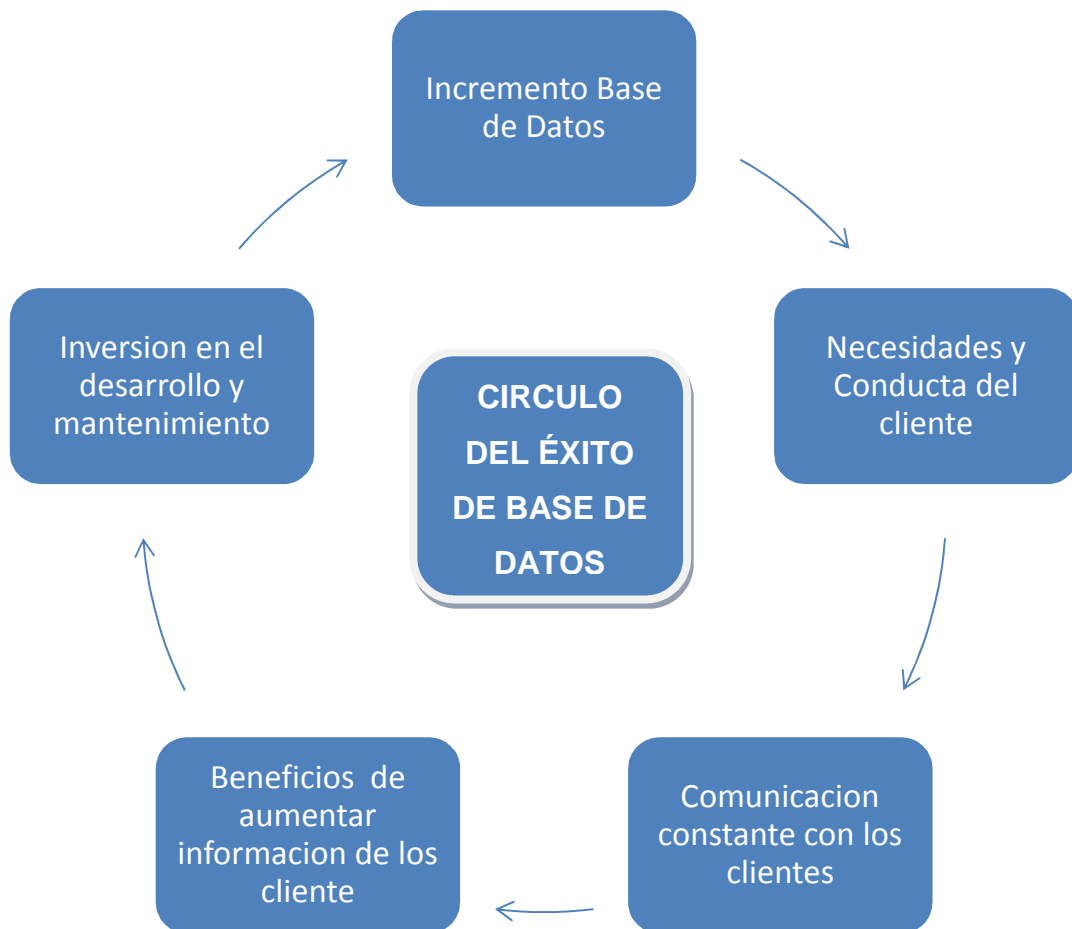 Incremento Base
de Datos
Necesidades y
Conducta del
cliente
Comunicacion
constante con los
clientes
Beneficios  de
aumentar
informacion de los
cliente
Inversion en el
desarrollo y
mantenimiento
CIRCULO
DEL ÉXITO
DE BASE DE
DATOS